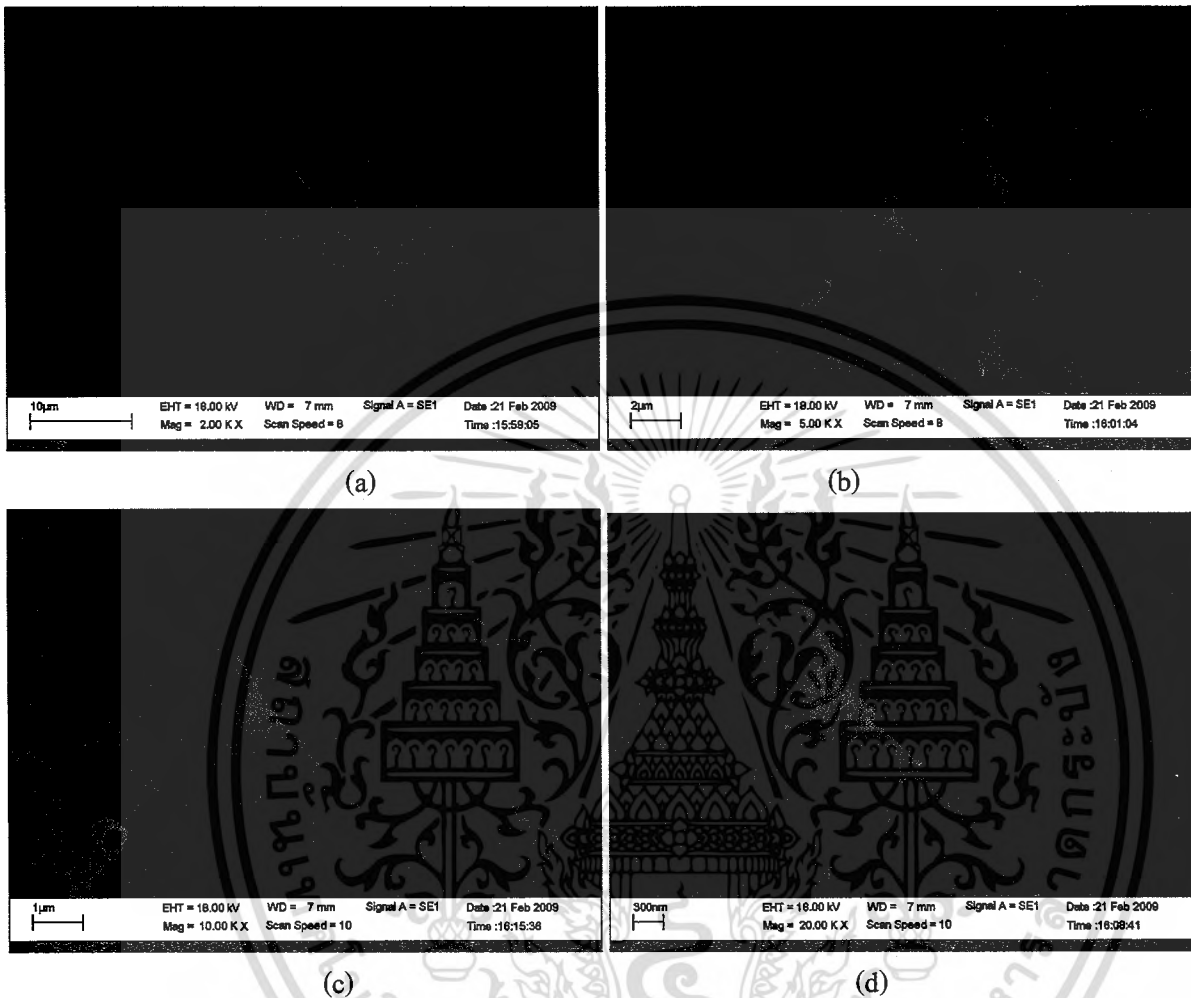 10µm EHT = 18.00 kV WD = 7 mm Signal A = SE1 Date :21 Feb 2009
Mag = 2.00 K X Scan Speed = 8 Time :15:59:05
2µm EHT = 18.00 kV WD = 7 mm Signal A = SE1 Date :21 Feb 2009
Mag = 5.00 K X Scan Speed = 8 Time :16:01:04
(a)
(b)
1µm EHT = 18.00 kV WD = 7 mm Signal A = SE1 Date :21 Feb 2009
Mag = 10.00 K X Scan Speed = 10 Time :16:15:36
300nm EHT = 18.00 kV WD = 7 mm Signal A = SE1 Date :21 Feb 2009
Mag = 20.00 K X Scan Speed = 10 Time :16:08:41
(c)
(d)